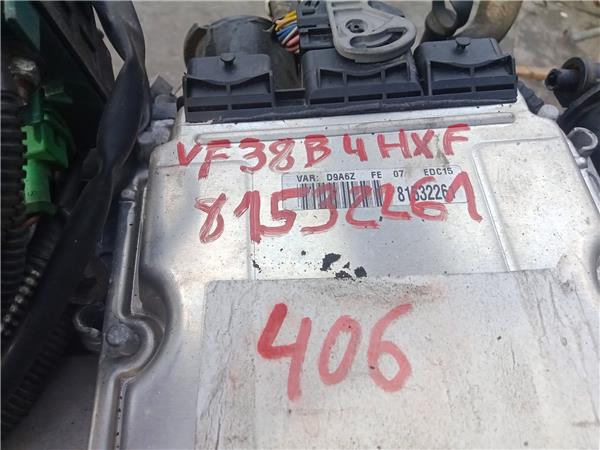 VF38B4HXF
VAR: D9A6Z FE 07 EDC15
8153226
81532261
406